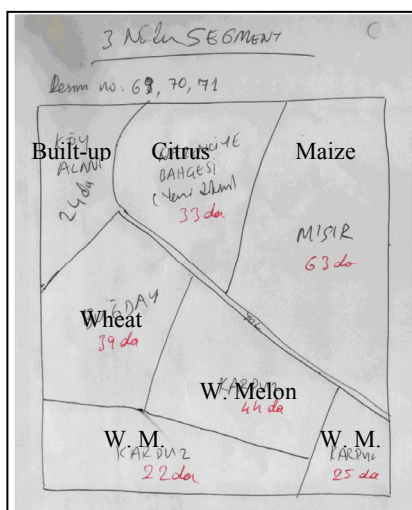 3 Nolu SEGMENT
Resim no: 69, 70, 71
KÖY
ALANI
24 da
Built-up
Citrus
NARENCİYE
BAHÇESİ
33 da
Maize
MISIR
63 da
BUĞDAY
Wheat
39 da
Yol
W. Melon
KARPUZ
44 da
W. M.
KARPUZ
22 da
W. M.
KARPUZ
25 da